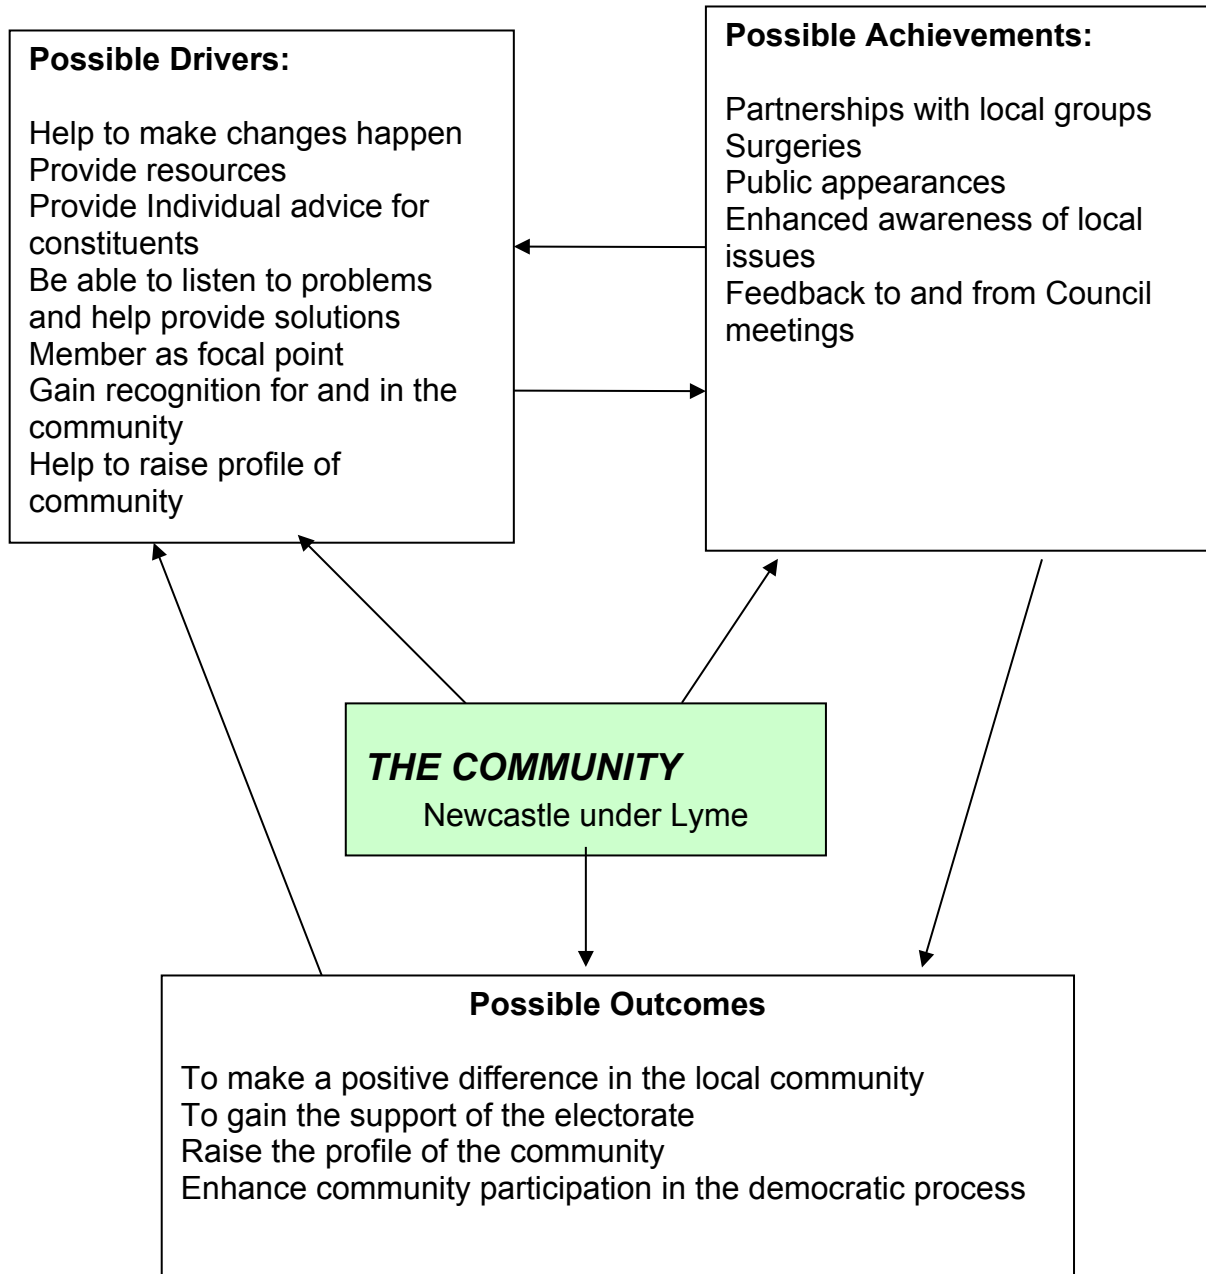 Possible Drivers:
Help to make changes happen
Provide resources
Provide Individual advice for
constituents
Be able to listen to problems
and help provide solutions
Member as focal point
Gain recognition for and in the
community
Help to raise profile of
community
Possible Achievements:
Partnerships with local groups
Surgeries
Public appearances
Enhanced awareness of local
issues
Feedback to and from Council
meetings
THE COMMUNITY
Newcastle under Lyme
Possible Outcomes
To make a positive difference in the local community
To gain the support of the electorate
Raise the profile of the community
Enhance community participation in the democratic process